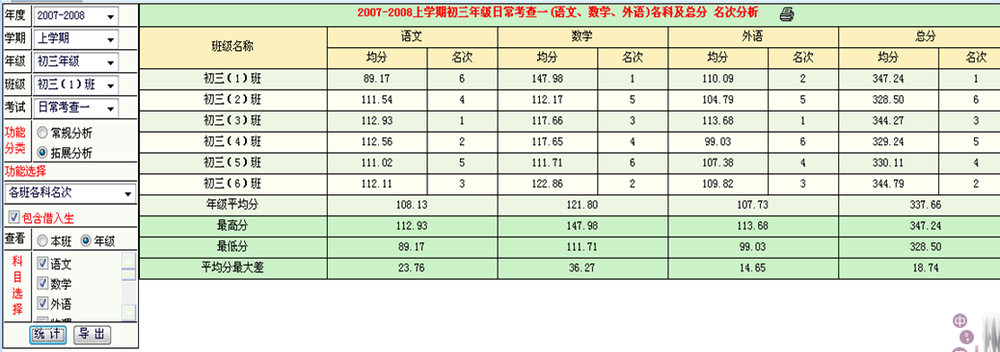 年度 2007-2008
学期 上学期
年级 初三年级
班级 初三(1)班
考试 日常考查一
功能分类 常规分析 拓展分析
功能选择
各班各科名次
包含借入生
查看 本班 年级
科目选择 语文 数学 外语
统计 导出
2007-2008上学期初三年级日常考查一(语文、数学、外语)各科及总分 名次分析
班级名称 语文 数学 外语 总分
均分 名次 均分 名次 均分 名次 均分 名次
初三(1)班 89.17 6 147.98 1 110.09 2 347.24 1
初三(2)班 111.54 4 112.17 5 104.79 5 328.50 6
初三(3)班 112.93 1 117.66 3 113.68 1 344.27 3
初三(4)班 112.56 2 117.65 4 99.03 6 329.24 5
初三(5)班 111.02 5 111.71 6 107.38 4 330.11 4
初三(6)班 112.11 3 122.86 2 109.82 3 344.79 2
年级平均分 108.13 121.80 107.73 337.66
最高分 112.93 147.98 113.68 347.24
最低分 89.17 111.71 99.03 328.50
平均分最大差 23.76 36.27 14.65 18.74
中